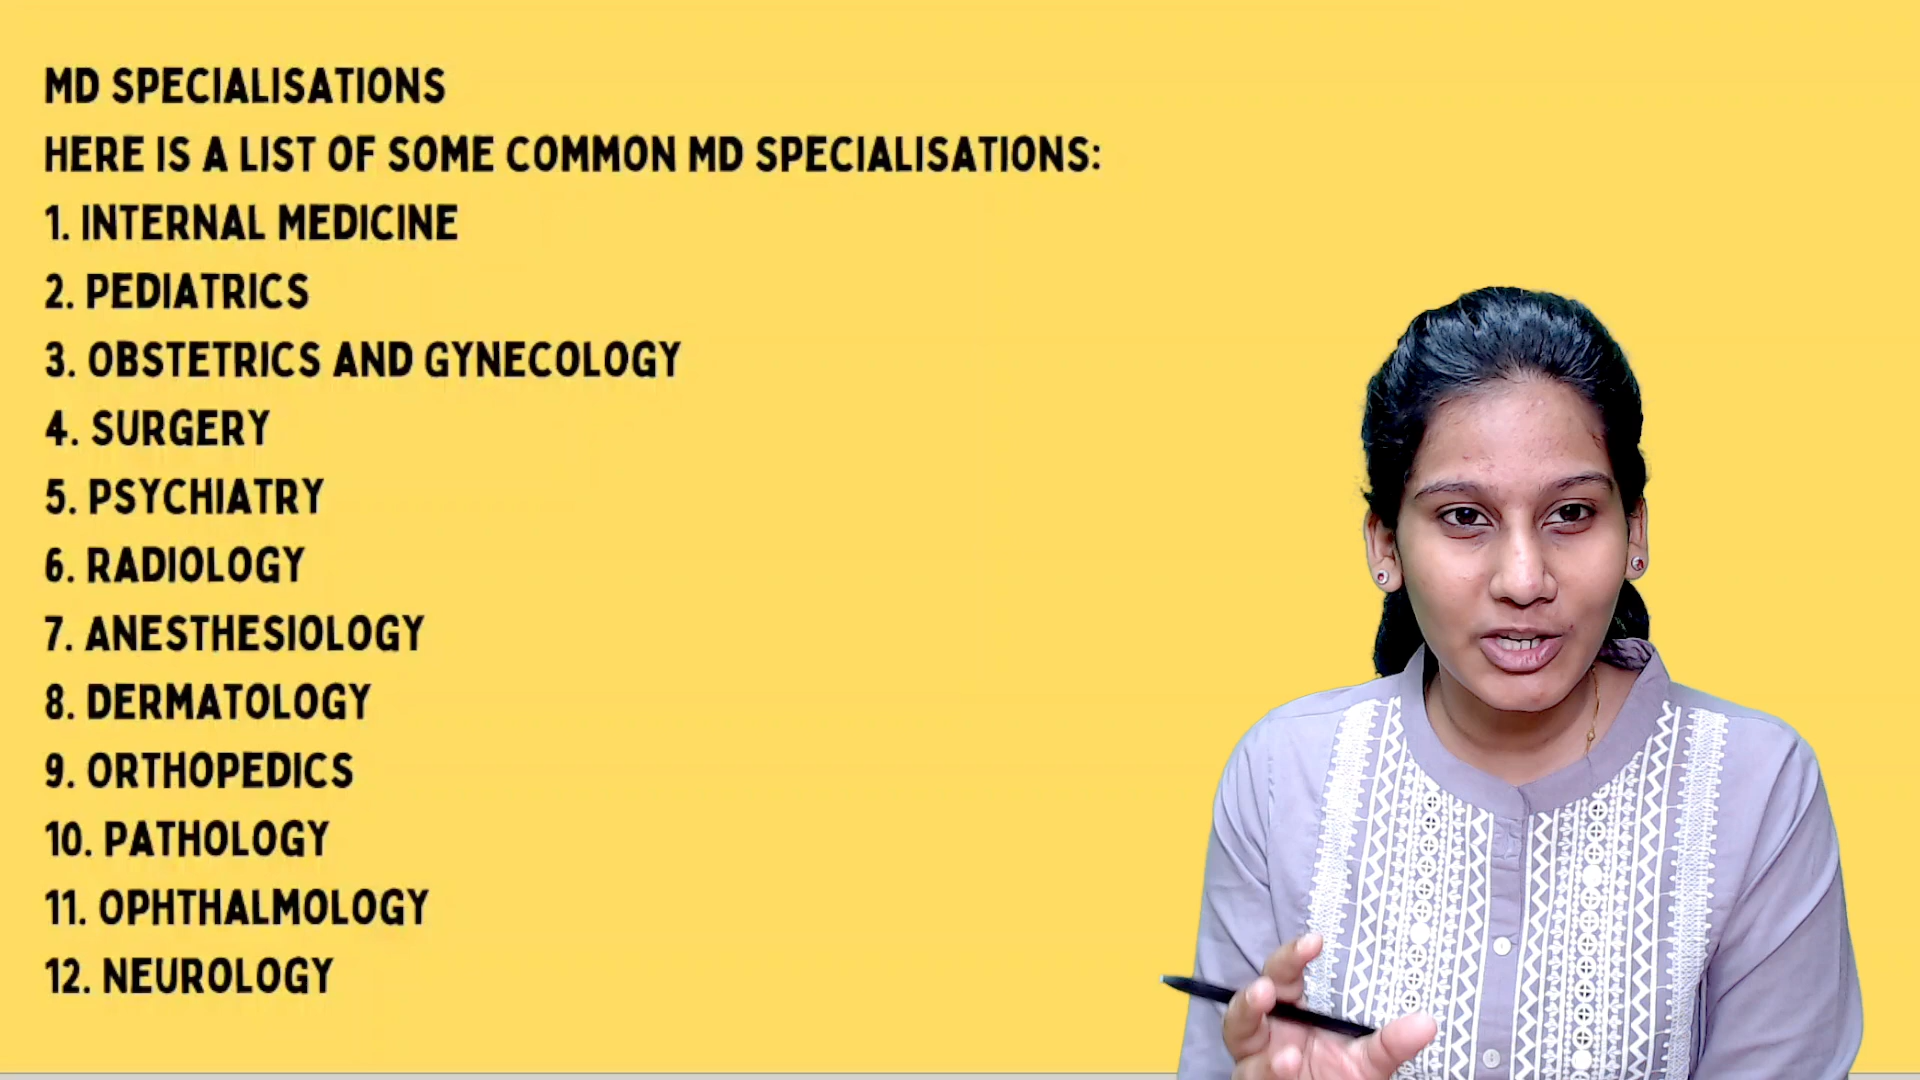 MD SPECIALISATIONS
HERE IS A LIST OF SOME COMMON MD SPECIALISATIONS:
1. INTERNAL MEDICINE
2. PEDIATRICS
3. OBSTETRICS AND GYNECOLOGY
4. SURGERY
5. PSYCHIATRY
6. RADIOLOGY
7. ANESTHESIOLOGY
8. DERMATOLOGY
9. ORTHOPEDICS
10. PATHOLOGY
11. OPHTHALMOLOGY
12. NEUROLOGY